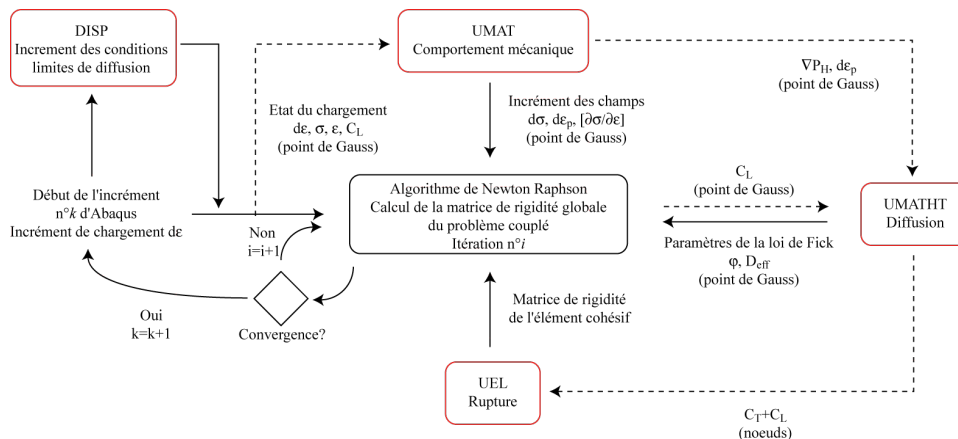 DISP
Increment des conditions
limites de diffusion
UMAT
Comportement mécanique
∇P_H, dε_p
(point de Gauss)
Etat du chargement
dε, σ, ε, C_L
(point de Gauss)
Incrément des champs
dσ, dε_p, [∂σ/∂ε]
(point de Gauss)
Début de l'incrément
n°k d'Abaqus
Incrément de chargement dε
Non
i=i+1
Algorithme de Newton Raphson
Calcul de la matrice de rigidité globale
du problème couplé
Itération n°i
C_L
(point de Gauss)
Paramètres de la loi de Fick
φ, D_eff
(point de Gauss)
UMATHT
Diffusion
Oui
k=k+1
Convergence?
Matrice de rigidité
de l'élément cohésif
UEL
Rupture
C_T+C_L
(noeuds)